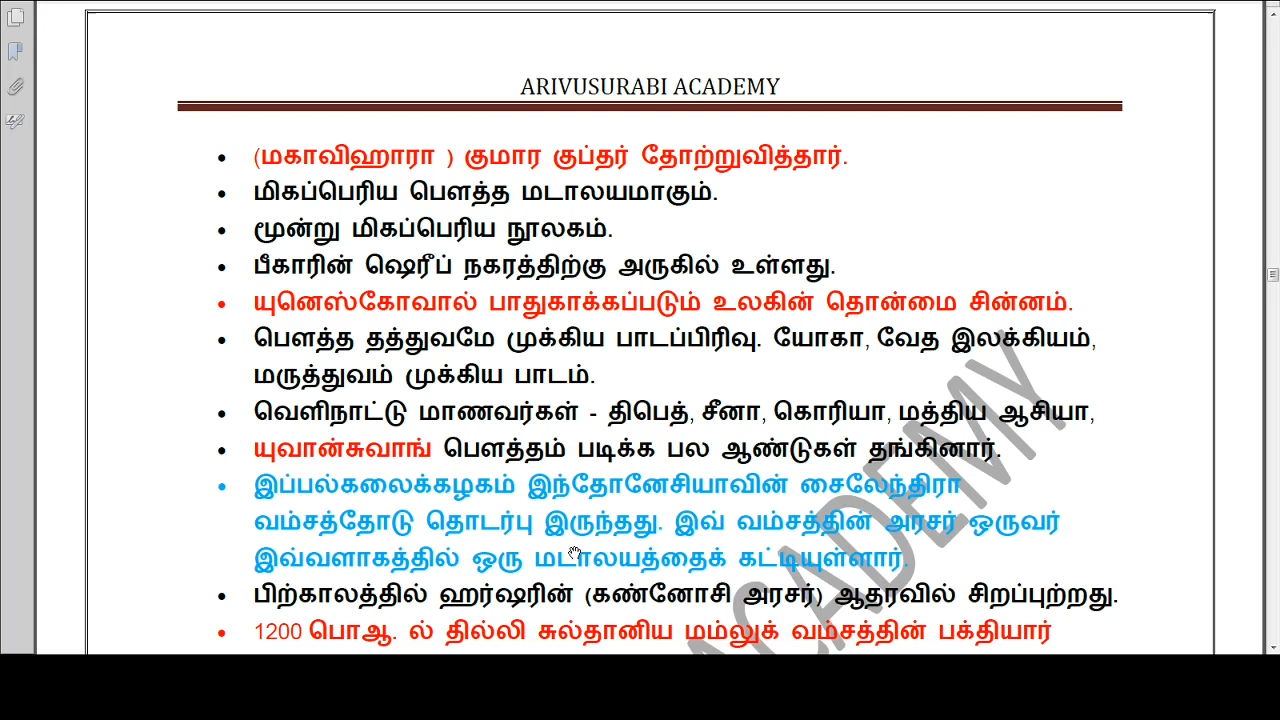 ARIVUSURABI ACADEMY
• (மகாவிஹாரா ) குமார குப்தர் தோற்றுவித்தார்.
• மிகப்பெரிய பௌத்த மடாலயமாகும்.
• மூன்று மிகப்பெரிய நூலகம்.
• பீகாரின் ஷெரீப் நகரத்திற்கு அருகில் உள்ளது.
• யுனெஸ்கோவால் பாதுகாக்கப்படும் உலகின் தொன்மை சின்னம்.
• பௌத்த தத்துவமே முக்கிய பாடப்பிரிவு. யோகா, வேத இலக்கியம்,
மருத்துவம் முக்கிய பாடம்.
• வெளிநாட்டு மாணவர்கள் - திபெத், சீனா, கொரியா, மத்திய ஆசியா,
• யுவான்சுவாங் பௌத்தம் படிக்க பல ஆண்டுகள் தங்கினார்.
• இப்பல்கலைக்கழகம் இந்தோனேசியாவின் சைலேந்திரா
வம்சத்தோடு தொடர்பு இருந்தது. இவ் வம்சத்தின் அரசர் ஒருவர்
இவ்வளாகத்தில் ஒரு மடாலயத்தைக் கட்டியுள்ளார்.
• பிற்காலத்தில் ஹர்ஷரின் (கண்னோசி அரசர்) ஆதரவில் சிறப்புற்றது.
• 1200 பொஆ. ல் தில்லி சுல்தானிய மம்லுக் வம்சத்தின் பக்தியார்
ACADEMY